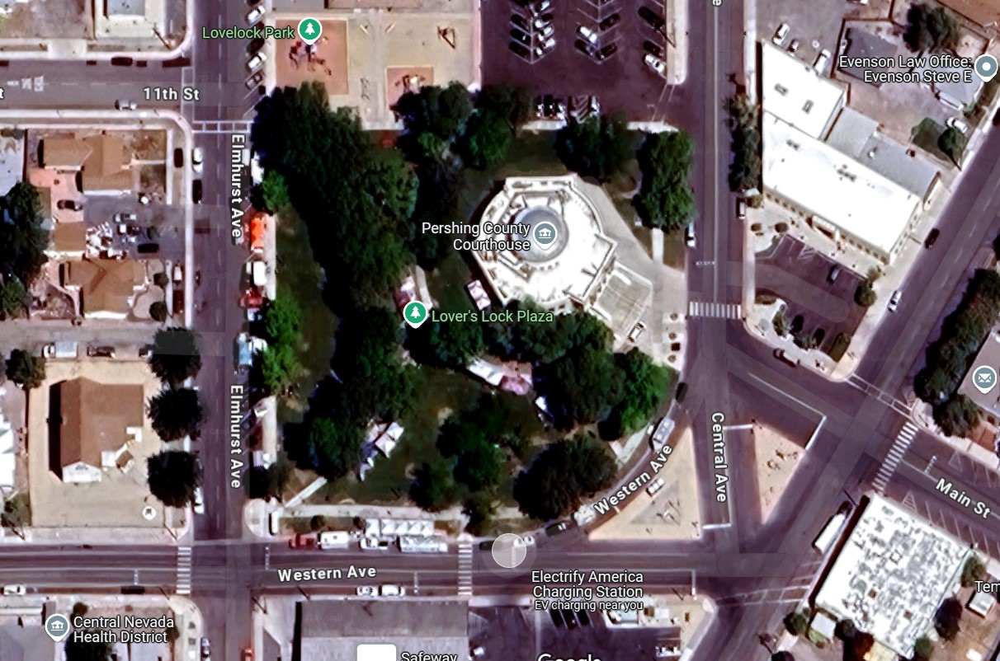 Lovelock Park
Evenson Law Office:
Evenson Steve E
11th St
Elmhurst Ave
Pershing County
Courthouse
Lover's Lock Plaza
Elmhurst Ave
Central Ave
Western Ave
Main St
Western Ave
Electrify America
Charging Station
EV charging near you
Central Nevada
Health District
Safeway
Google